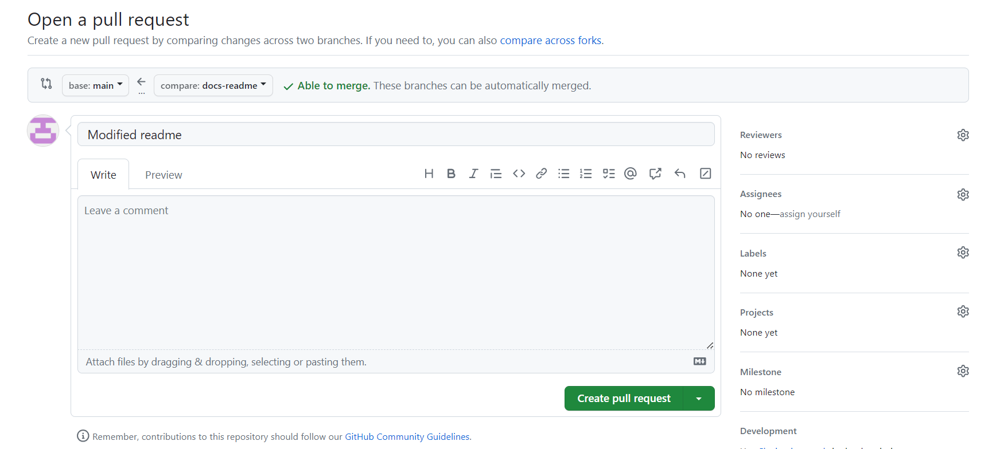 Open a pull request
Create a new pull request by comparing changes across two branches. If you need to, you can also compare across forks.
base: main
...
compare: docs-readme
Able to merge. These branches can be automatically merged.
Modified readme
Write
Preview
Leave a comment
Attach files by dragging & dropping, selecting or pasting them.
Create pull request
Remember, contributions to this repository should follow our GitHub Community Guidelines.
Reviewers
No reviews
Assignees
No one—assign yourself
Labels
None yet
Projects
None yet
Milestone
No milestone
Development